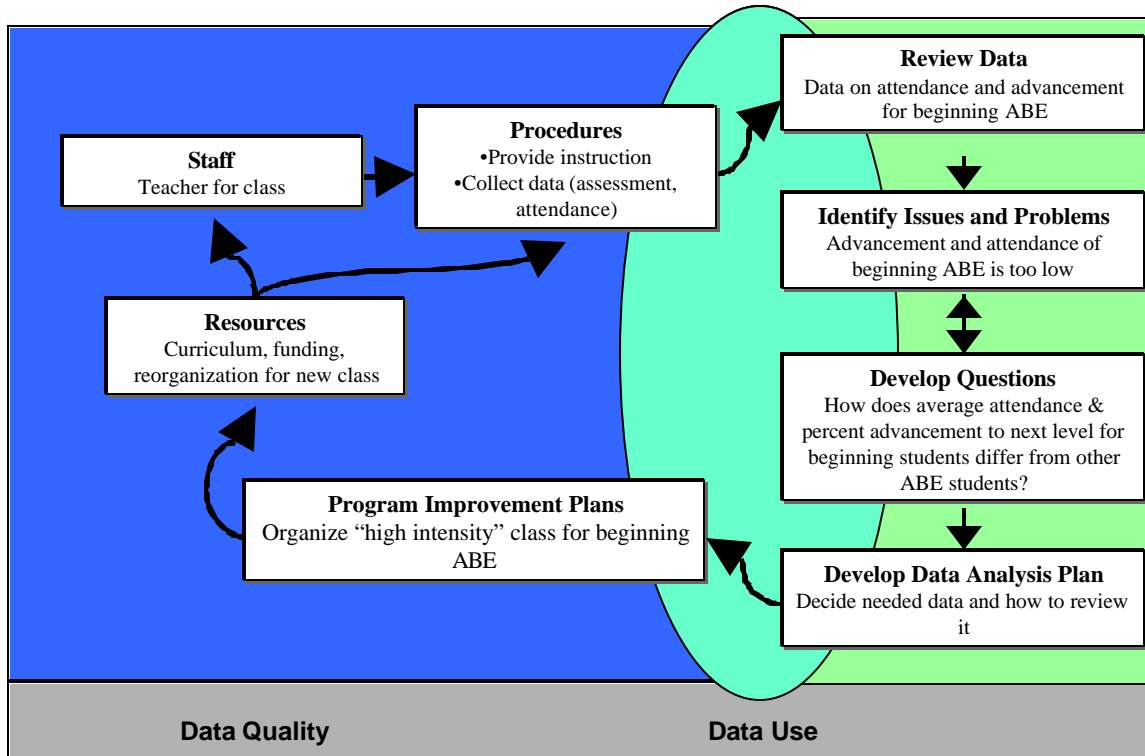 Review Data
Data on attendance and advancement
for beginning ABE
Procedures
•Provide instruction
•Collect data (assessment,
attendance)
Staff
Teacher for class
Identify Issues and Problems
Advancement and attendance of
beginning ABE is too low
Resources
Curriculum, funding,
reorganization for new class
Develop Questions
How does average attendance &
percent advancement to next level for
beginning students differ from other
ABE students?
Program Improvement Plans
Organize “high intensity” class for beginning
ABE
Develop Data Analysis Plan
Decide needed data and how to review
it
Data Quality
Data Use